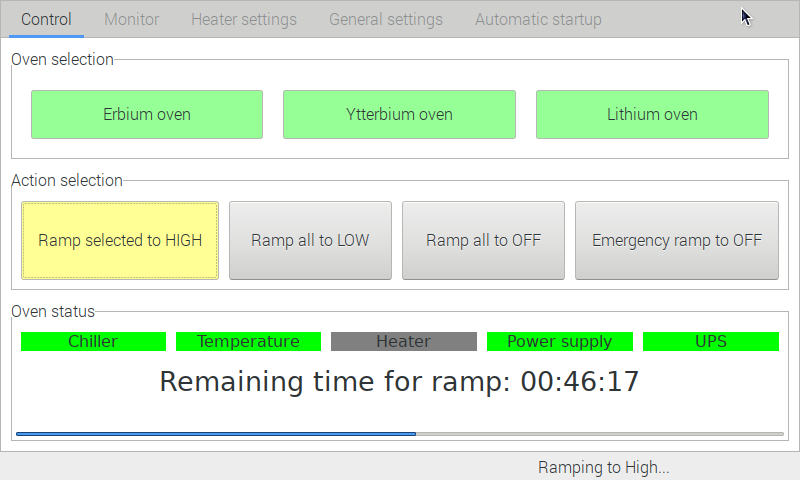 Control Monitor Heater settings General settings Automatic startup
Oven selection
Erbium oven Ytterbium oven Lithium oven
Action selection
Ramp selected to HIGH Ramp all to LOW Ramp all to OFF Emergency ramp to OFF
Oven status
Chiller Temperature Heater Power supply UPS
Remaining time for ramp: 00:46:17
Ramping to High...